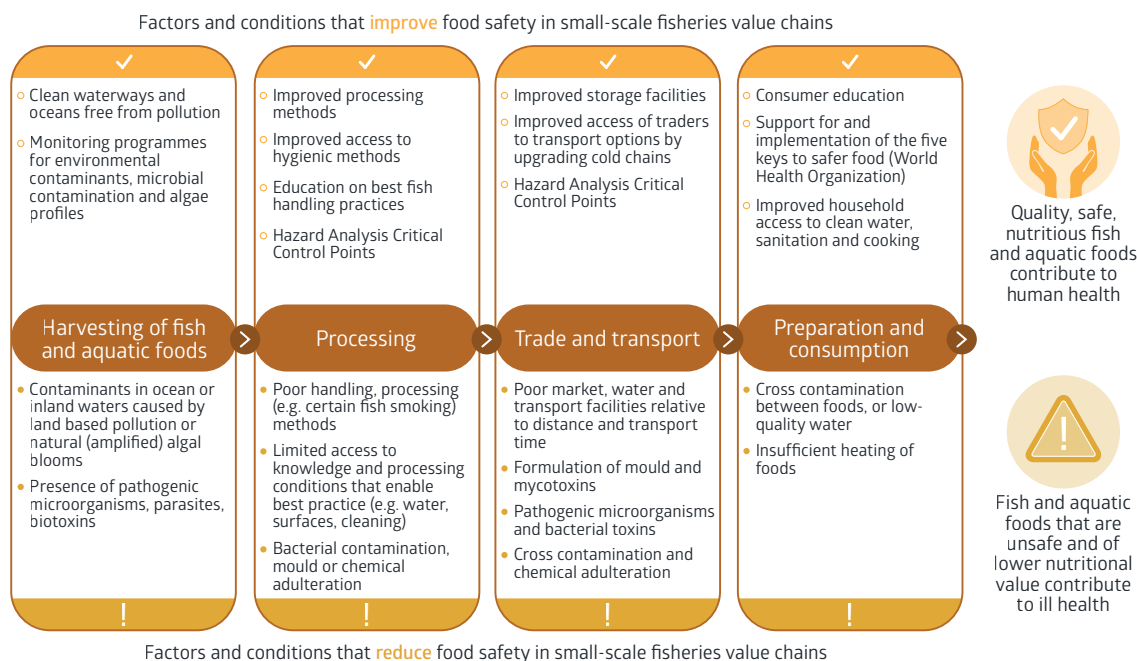 Factors and conditions that improve food safety in small-scale fisheries value chains
Clean waterways and
oceans free from pollution
Monitoring programmes
for environmental
contaminants, microbial
contamination and algae
profiles
Improved processing
methods
Improved access to
hygienic methods
Education on best fish
handling practices
Hazard Analysis Critical
Control Points
Improved storage facilities
Improved access of traders
to transport options by
upgrading cold chains
Hazard Analysis Critical
Control Points
Consumer education
Support for and
implementation of the five
keys to safer food (World
Health Organization)
Improved household
access to clean water,
sanitation and cooking
Quality, safe,
nutritious fish
and aquatic foods
contribute to
human health
Harvesting of fish
and aquatic foods
Processing
Trade and transport
Preparation and
consumption
Contaminants in ocean or
inland waters caused by
land based pollution or
natural (amplified) algal
blooms
Presence of pathogenic
microorganisms, parasites,
biotoxins
Poor handling, processing
(e.g. certain fish smoking)
methods
Limited access to
knowledge and processing
conditions that enable
best practice (e.g. water,
surfaces, cleaning)
Bacterial contamination,
mould or chemical
adulteration
Poor market, water and
transport facilities relative
to distance and transport
time
Formulation of mould and
mycotoxins
Pathogenic microorganisms
and bacterial toxins
Cross contamination and
chemical adulteration
Cross contamination
between foods, or low-
quality water
Insufficient heating of
foods
Fish and aquatic
foods that are
unsafe and of
lower nutritional
value contribute
to ill health
Factors and conditions that reduce food safety in small-scale fisheries value chains